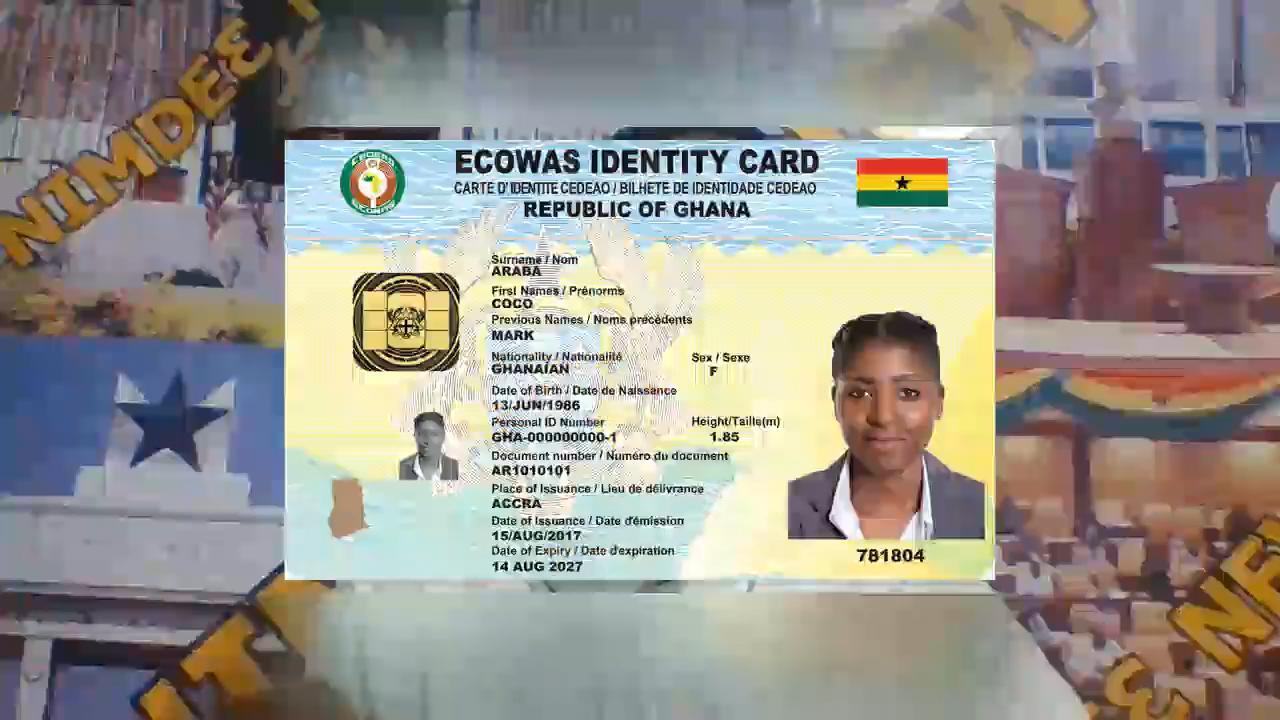 NIMDEE
ECOWAS IDENTITY CARD
CARTE D'IDENTITE CEDEAO / BILHETE DE IDENTIDADE CEDEAO
REPUBLIC OF GHANA
Surname / Nom
ARABA
First Names / Prénorms
COCO
Previous Names / Noms précédents
MARK
Nationality / Nationalité
Sex / Sexe
GHANAIAN
F
Date of Birth / Date de Naissance
13/JUN/1986
Personal ID Number
Height/Taille(m)
GHA-000000000-1
1.85
Document number / Numéro du document
AR1010101
Place of Issuance / Lieu de délivrance
ACCRA
Date of Issuance / Date d'émission
15/AUG/2017
Date of Expiry / Date d'expiration
14 AUG 2027
781804